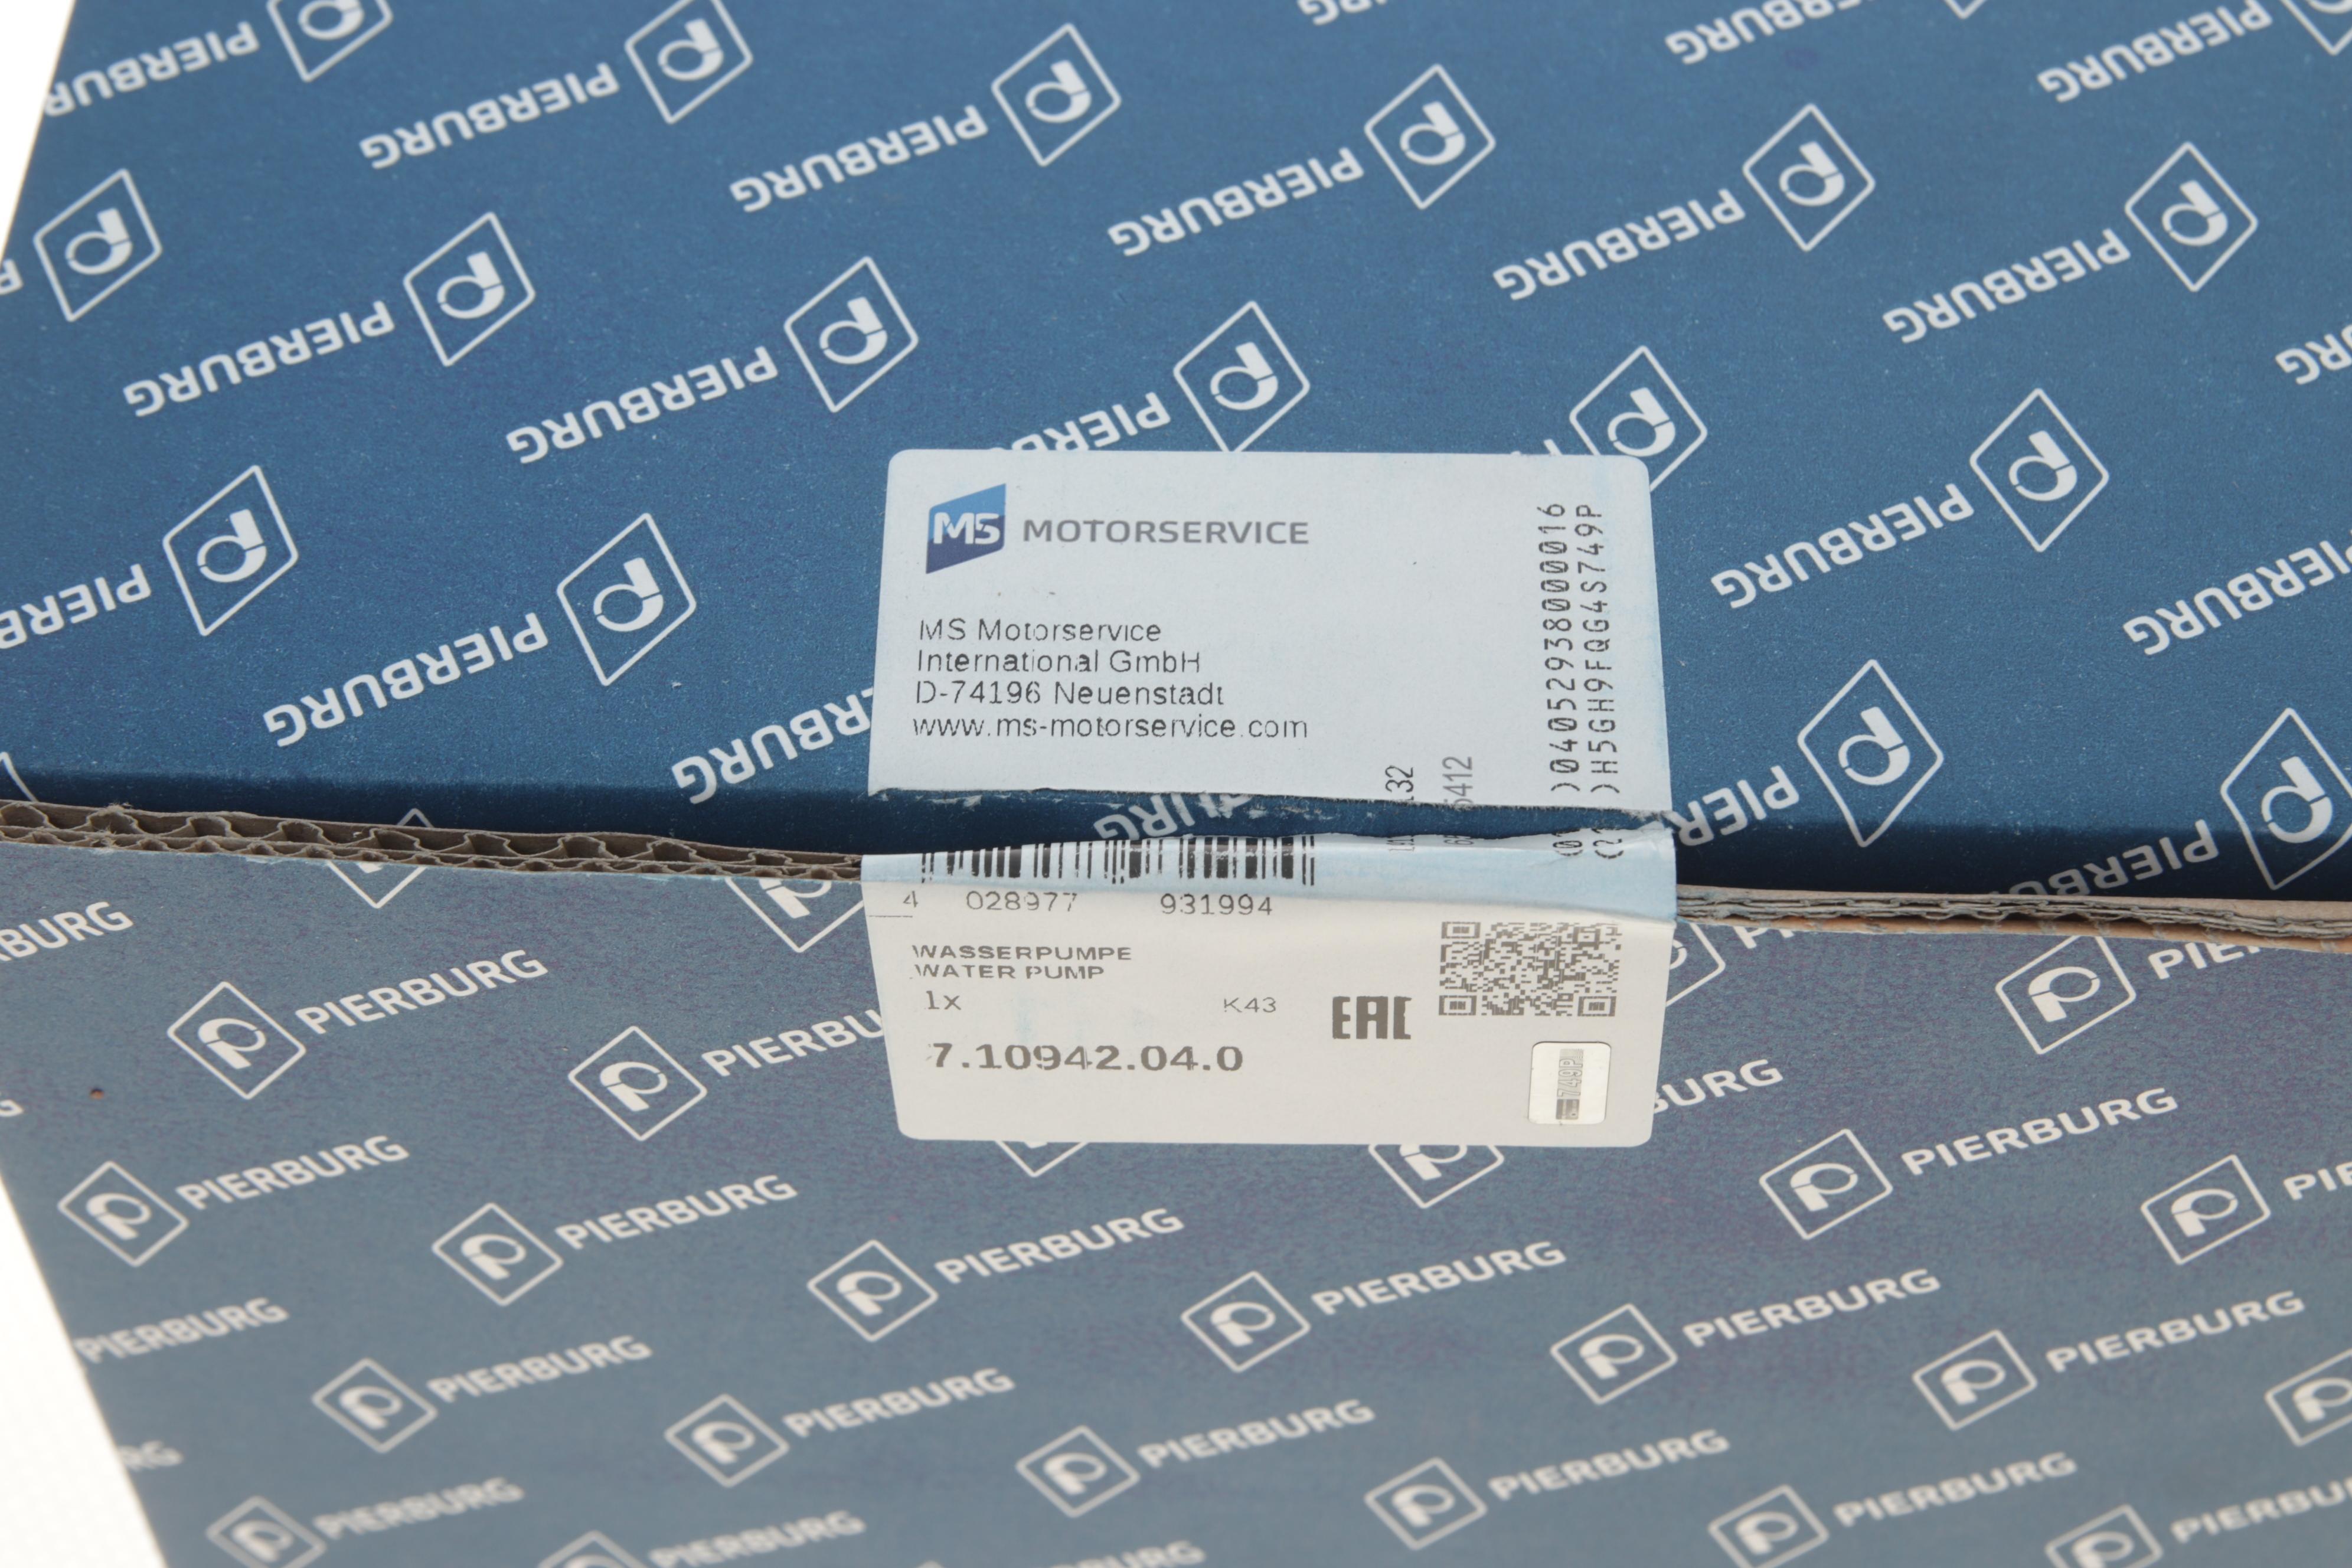 PIERBURG
MS MOTORSERVICE
MS Motorservice
International GmbH
D-74196 Neuenstadt
www.ms-motorservice.com
4 028977 931994
WASSERPUMPE
WATER PUMP
1x K43 EAC
7.10942.04.0
749P
)04052938000016
)H5GH9FQG4S749P